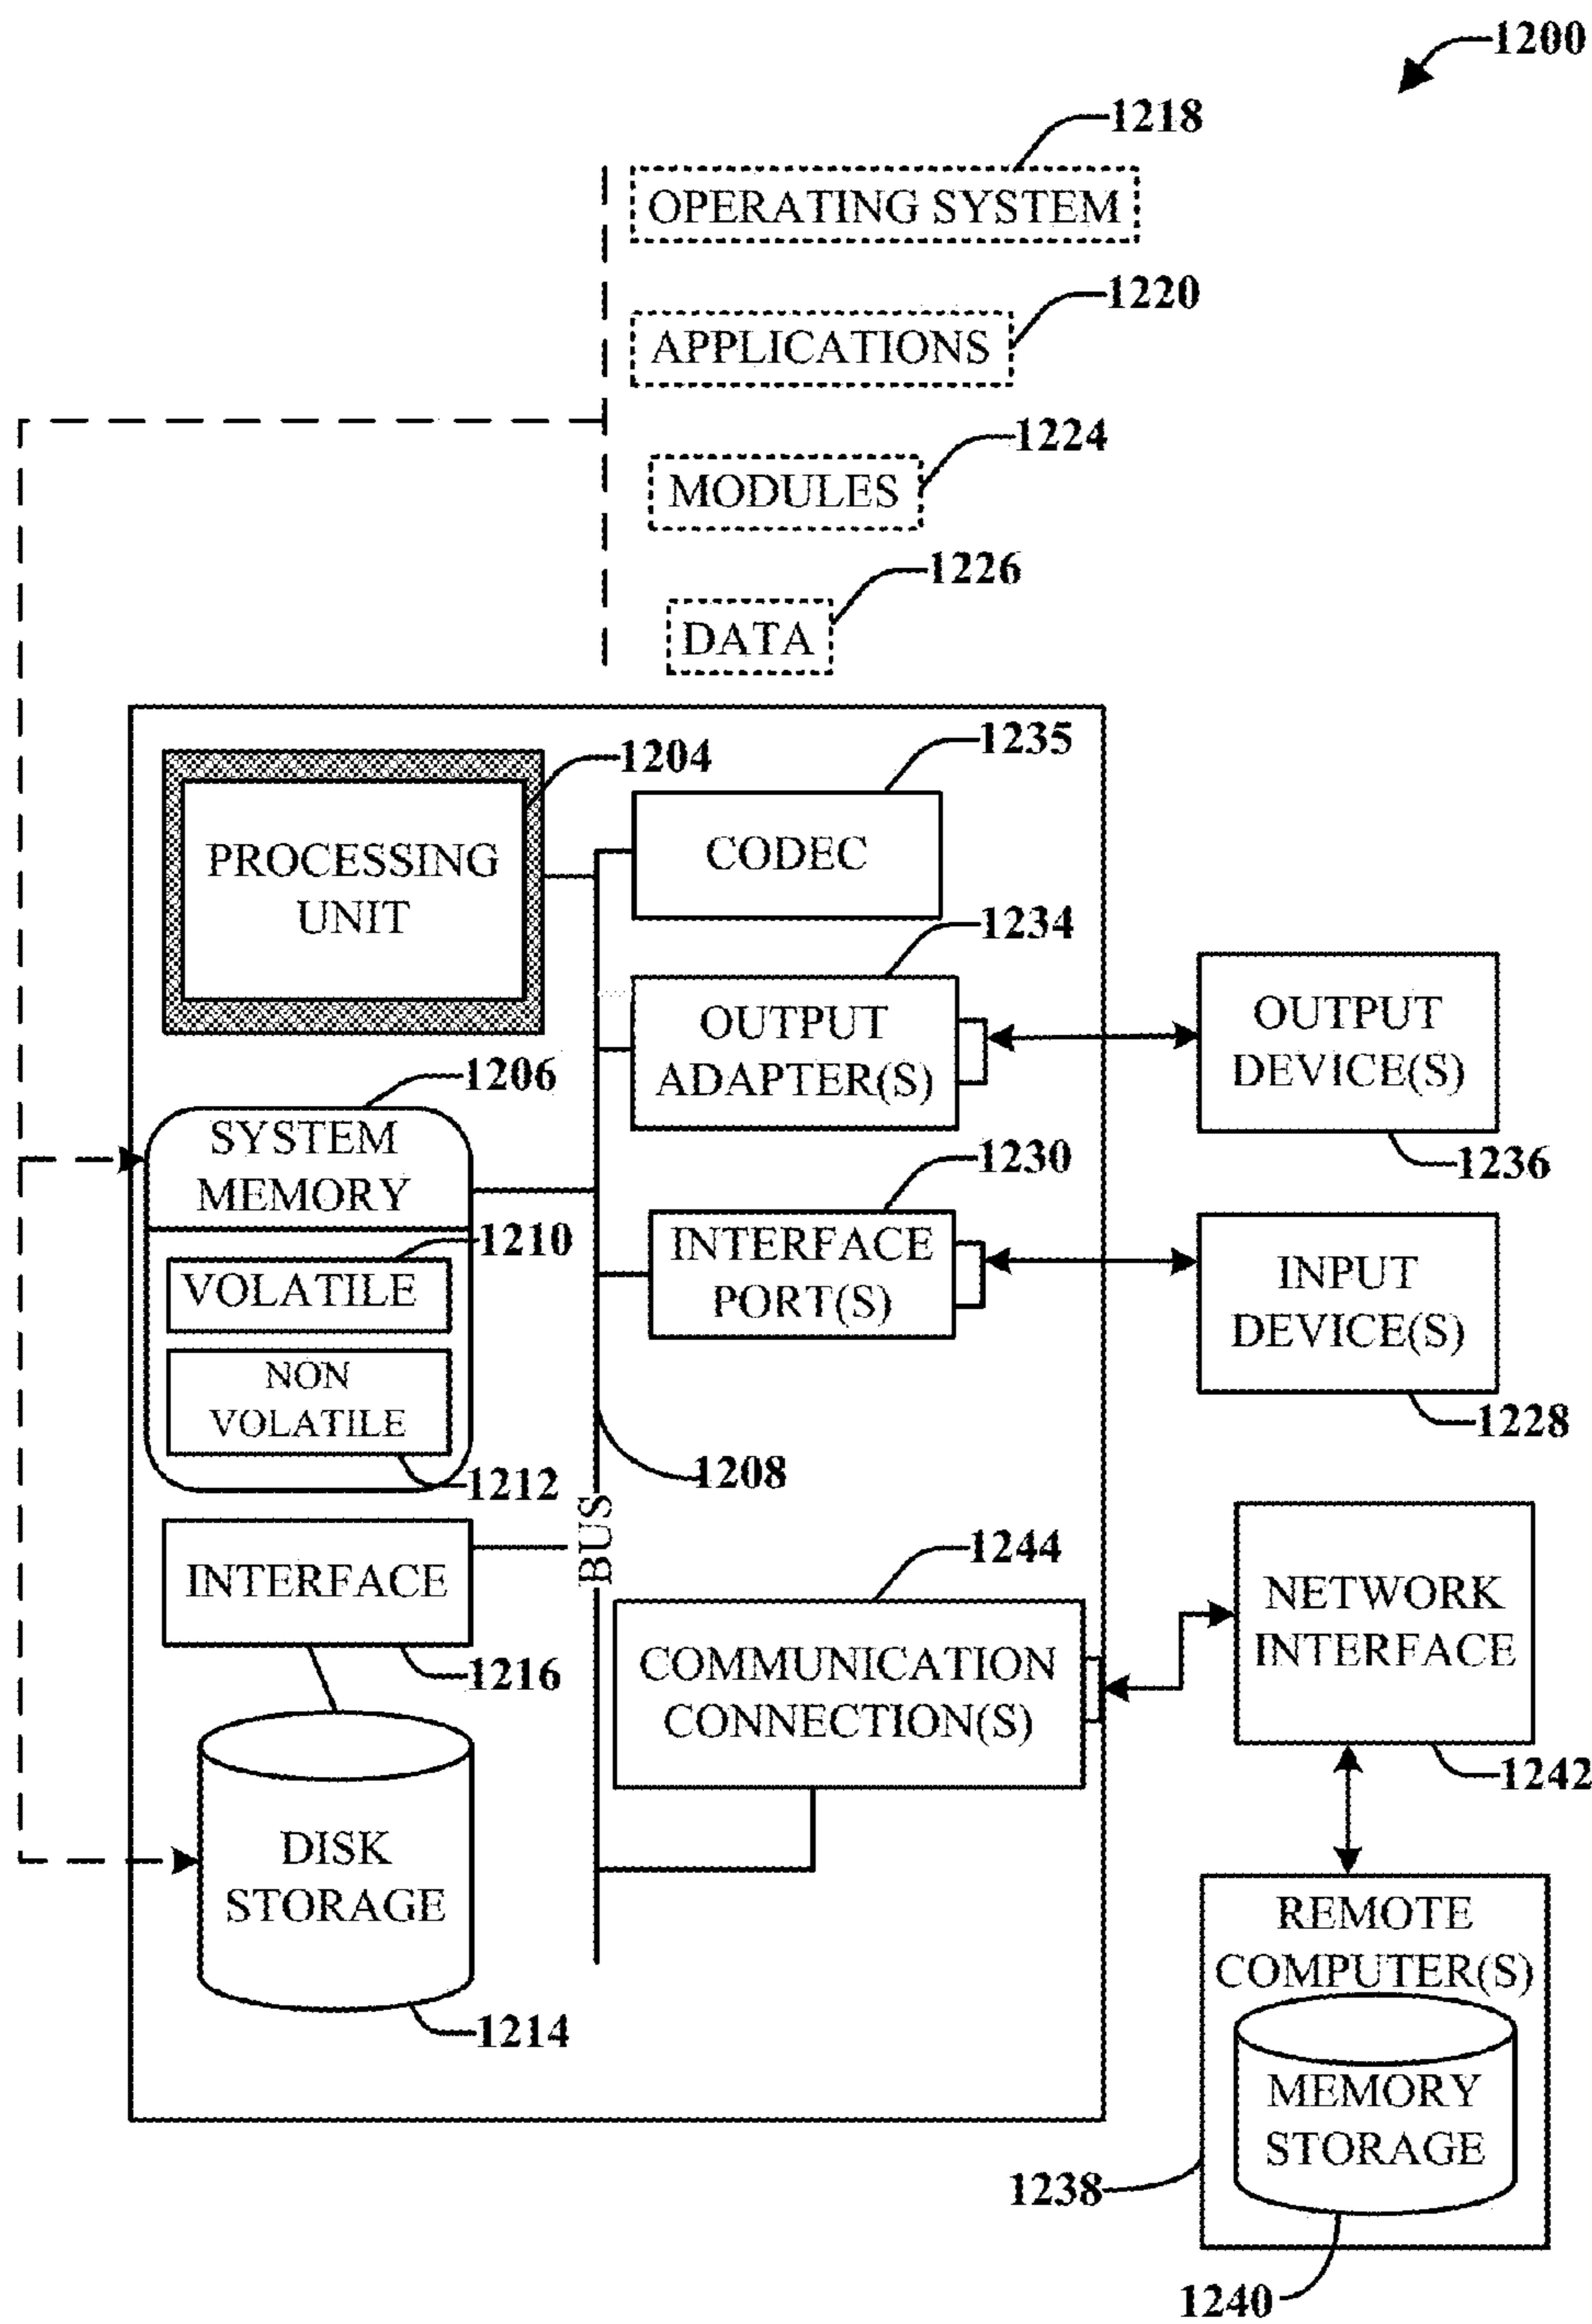 1200
1218
OPERATING SYSTEM
1220
APPLICATIONS
1224
MODULES
1226
DATA
1204
PROCESSING
UNIT
1235
CODEC
1234
OUTPUT
ADAPTER(S)
OUTPUT
DEVICE(S)
1236
1206
SYSTEM
MEMORY
1210
VOLATILE
NON
VOLATILE
1212
1230
INTERFACE
PORT(S)
INPUT
DEVICE(S)
1228
1208
BUS
INTERFACE
1216
1244
COMMUNICATION
CONNECTION(S)
NETWORK
INTERFACE
1242
DISK
STORAGE
1214
REMOTE
COMPUTER(S)
MEMORY
STORAGE
1238
1240